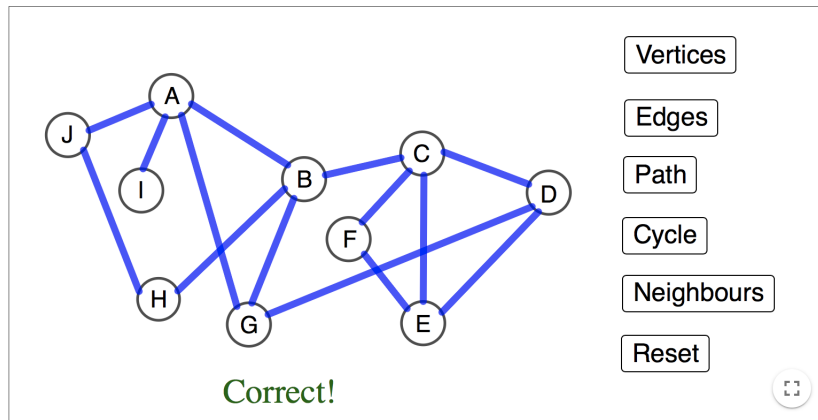 Vertices
A
J
Edges
C
B
Path
I
D
F
Cycle
H
Neighbours
G
E
Reset
Correct!